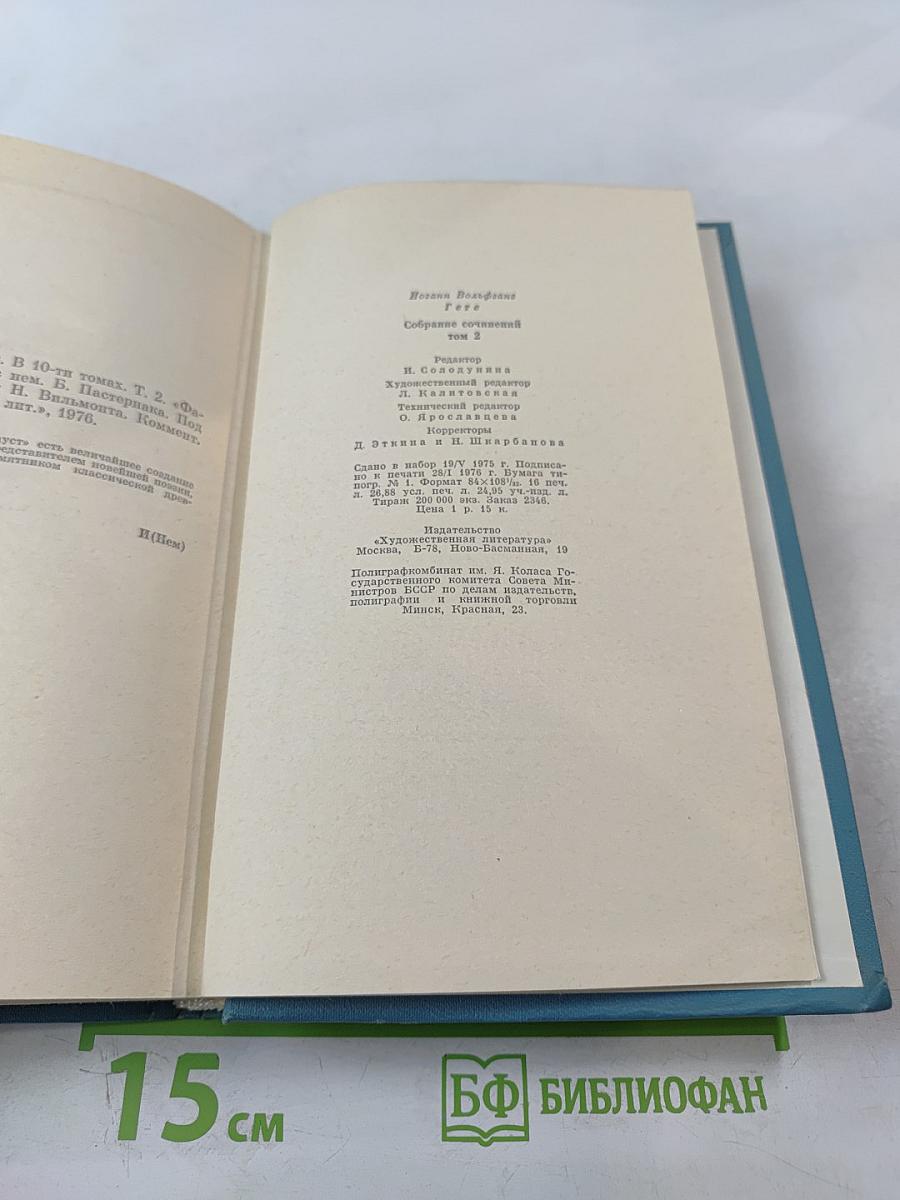 . В 10-ти томах. Т. 2. «Фа-
нем. Б. Пастернака. Под
Н. Вильмонта. Коммент.
лит.», 1976.
уст» есть величайшее создание
редставителем новейшей поэзии,
мятником классической древ-
И(Нем)
Иоганн Вольфганг
Гете
Собрание сочинений
том 2
Редактор
И. Солодунина
Художественный редактор
Л. Калитовская
Технический редактор
О. Ярославцева
Корректоры
Д. Эткина и Н. Шкарбанова
Сдано в набор 19/V 1975 г. Подписа-
но к печати 28/I 1976 г. Бумага ти-
погр. № 1. Формат 84×108¹/₃₂. 16 печ.
л. 26,88 усл. печ. л. 24,95 уч.-изд. л.
Тираж 200 000 экз. Заказ 2346.
Цена 1 р. 15 к.
Издательство
«Художественная литература»
Москва, Б-78, Ново-Басманная, 19
Полиграфкомбинат им. Я. Коласа Го-
сударственного комитета Совета Ми-
нистров БССР по делам издательств,
полиграфии и книжной торговли
Минск, Красная, 23.
15 см
БФ БИБЛИОФАН